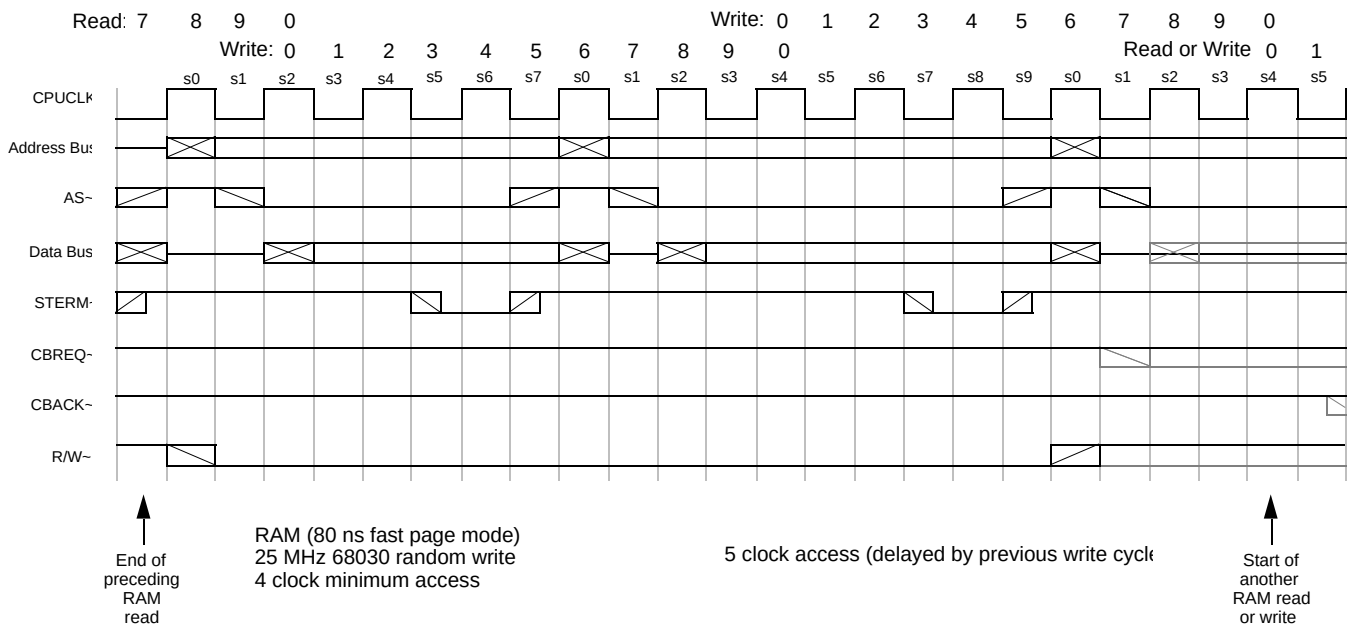 Read: 7 8 9 0 Write: 0 1 2 3 4 5 6 7 8 9 0
Write: 0 1 2 3 4 5 6 7 8 9 0 Read or Write 0 1
s0 s1 s2 s3 s4 s5 s6 s7 s0 s1 s2 s3 s4 s5 s6 s7 s8 s9 s0 s1 s2 s3 s4 s5
CPUCLK
Address Bus
AS~
Data Bus
STERM~
CBREQ~
CBACK~
R/W~
End of
preceding
RAM
read
RAM (80 ns fast page mode)
25 MHz 68030 random write
4 clock minimum access
5 clock access (delayed by previous write cycle
Start of
another
RAM read
or write